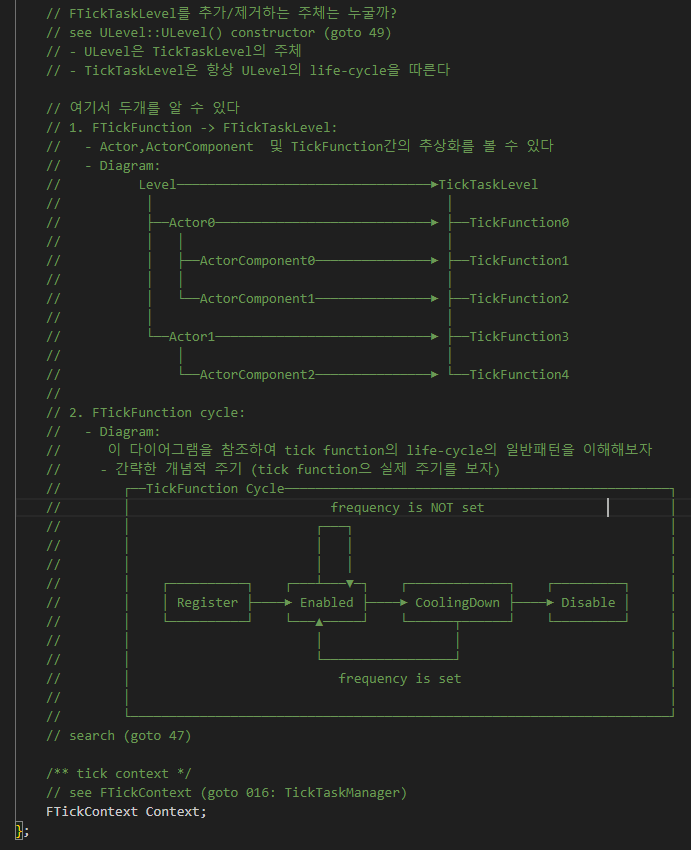 // FTickTaskLevel를 추가/제거하는 주체는 누굴까?
// see ULevel::ULevel() constructor (goto 49)
// - ULevel은 TickTaskLevel의 주체
// - TickTaskLevel은 항상 ULevel의 life-cycle을 따른다
// 여기서 두개를 알 수 있다
// 1. FTickFunction -> FTickTaskLevel:
// - Actor,ActorComponent 및 TickFunction간의 추상화를 볼 수 있다
// - Diagram:
// Level───────────────►TickTaskLevel
// │ │
// ├──Actor0───────────────► ├──TickFunction0
// │ │ │
// │ ├──ActorComponent0──────────► ├──TickFunction1
// │ │ │
// │ └──ActorComponent1──────────► ├──TickFunction2
// │ │
// └──Actor1───────────────► ├──TickFunction3
// │ │
// └──ActorComponent2──────────► └──TickFunction4
//
// 2. FTickFunction cycle:
// - Diagram:
// 이 다이어그램을 참조하여 tick function의 life-cycle의 일반패턴을 이해해보자
// - 간략한 개념적 주기 (tick function으 실제 주기를 보자)
// ┌──TickFunction Cycle──────────────────────────┐
// │ frequency is NOT set │
// │ ┌───┐ │
// │ │ │ │
// │ │ │ │
// │ ┌──────────┐ ┌───┴───▼─┐ ┌─────────────┐ ┌─────────┐ │
// │ │ Register ├────► Enabled ├────► CoolingDown ├────► Disable │ │
// │ └──────────┘ └───▲─────┘ └──────┬──────┘ └─────────┘ │
// │ │ │ │
// │ └─────────────────┘ │
// │ frequency is set │
// │ │
// └──────────────────────────────────────────────┘
// search (goto 47)
/** tick context */
// see FTickContext (goto 016: TickTaskManager)
FTickContext Context;
};